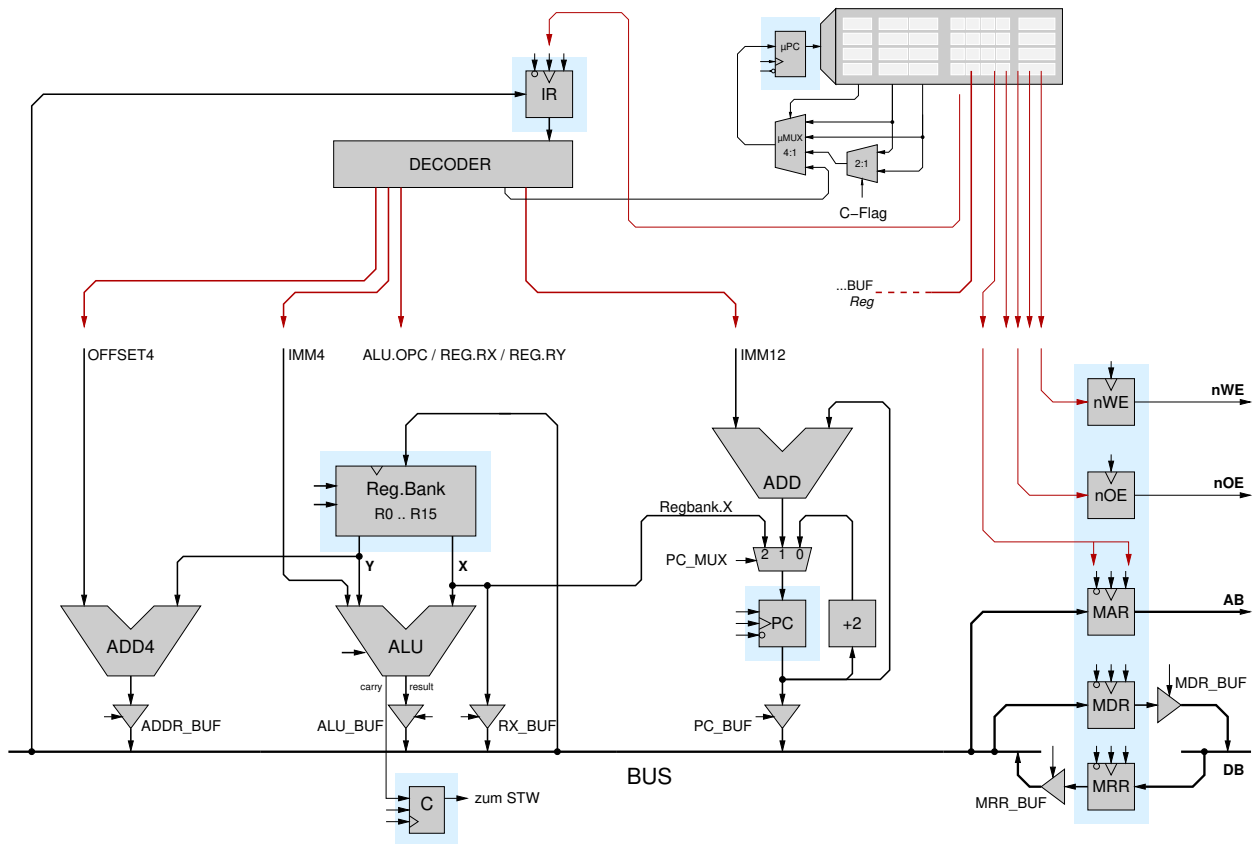 µPC
IR
µMUX
4:1
2:1
DECODER
C−Flag
...BUF
Reg
OFFSET4
IMM4
ALU.OPC / REG.RX / REG.RY
IMM12
nWE
nWE
Reg.Bank
R0 .. R15
ADD
nOE
nOE
Regbank.X
PC_MUX
2 1 0
Y
X
MAR
AB
PC
+2
ADD4
ALU
carry
result
MDR_BUF
MDR
ADDR_BUF
ALU_BUF
RX_BUF
PC_BUF
BUS
DB
MRR
MRR_BUF
C
zum STW